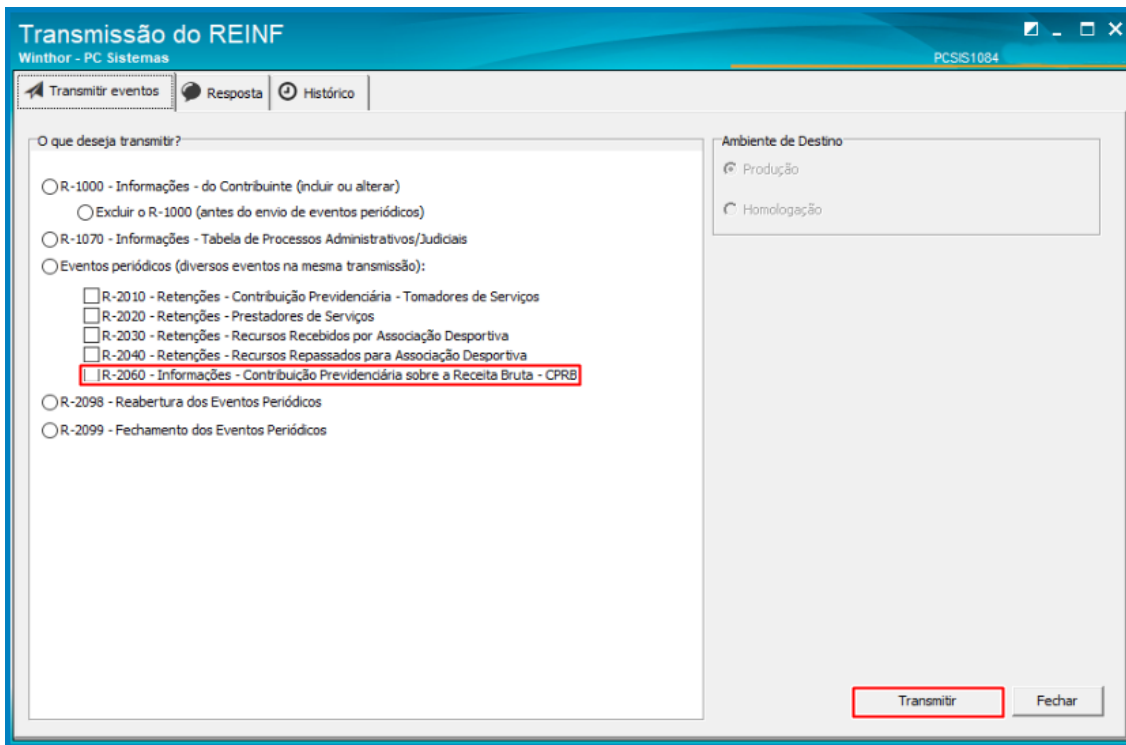 Transmissão do REINF
Winthor - PC Sistemas
PCSIS1084
Transmitir eventos
Resposta
Histórico
O que deseja transmitir?
R-1000 - Informações - do Contribuinte (incluir ou alterar)
Excluir o R-1000 (antes do envio de eventos periódicos)
R-1070 - Informações - Tabela de Processos Administrativos/Judiciais
Eventos periódicos (diversos eventos na mesma transmissão):
R-2010 - Retenções - Contribuição Previdenciária - Tomadores de Serviços
R-2020 - Retenções - Prestadores de Serviços
R-2030 - Retenções - Recursos Recebidos por Associação Desportiva
R-2040 - Retenções - Recursos Repassados para Associação Desportiva
R-2060 - Informações - Contribuição Previdenciária sobre a Receita Bruta - CPRB
R-2098 - Reabertura dos Eventos Periódicos
R-2099 - Fechamento dos Eventos Periódicos
Ambiente de Destino
Produção
Homologação
Transmitir
Fechar